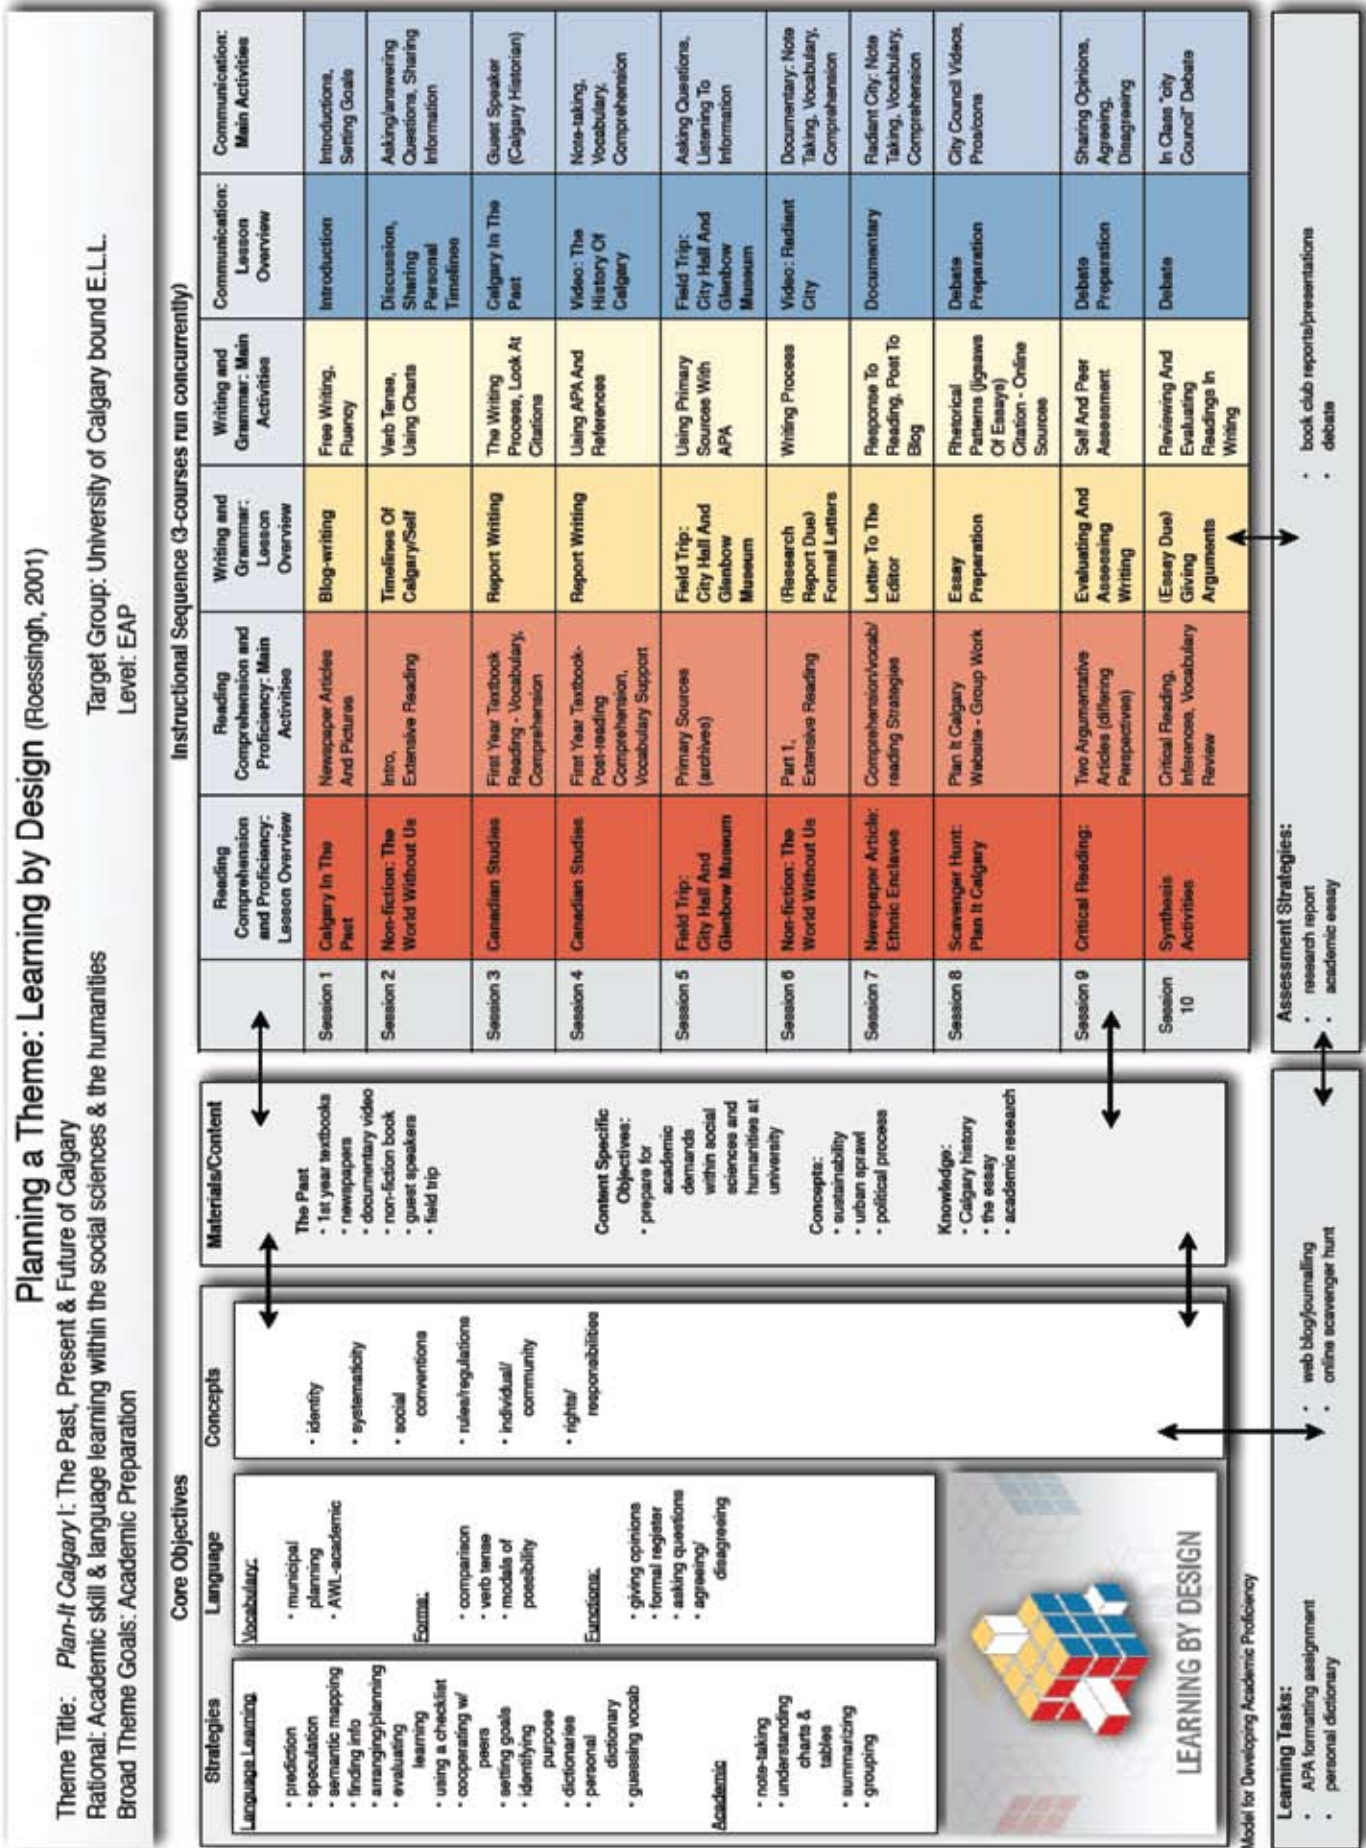 Planning a Theme: Learning by Design (Roessingh, 2001)
Theme Title: Plan-It Calgary I: The Past, Present & Future of Calgary
Rational: Academic skill & language learning within the social sciences & the humanities
Broad Theme Goals: Academic Preparation
Target Group: University of Calgary bound E.L.L.
Level: EAP
Core Objectives
Strategies
Language Learning
• prediction
• speculation
• semantic mapping
• finding info
• arranging/planning
• evaluating
learning
• using a checklist
• cooperating w/
peers
• setting goals
• identifying
purpose
• dictionaries
• personal
dictionary
• guessing vocab
Academic
• note-taking
• understanding
charts &
tables
• summarizing
• grouping
Language
Vocabulary:
• municipal
planning
• AWL-academic
Forms:
• comparison
• verb tense
• modals of
possibility
Functions:
• giving opinions
• formal register
• asking questions
• agreeing/
disagreeing
Concepts
• identity
• systematicity
• social
conventions
• rules/regulations
• individual/
community
• rights/
responsibilities
LEARNING BY DESIGN
Model for Developing Academic Proficiency
Materials/Content
The Past
• 1st year textbooks
• newspapers
• documentary video
• non-fiction book
• guest speakers
• field trip
Content Specific
Objectives:
• prepare for
academic
demands
within social
sciences and
humanities at
university
Concepts:
• sustainability
• urban sprawl
• political process
Knowledge:
• Calgary history
• the essay
• academic research
Instructional Sequence (3-courses run concurrently)
Reading
Comprehension
and Proficiency:
Lesson Overview
Reading
Comprehension and
Proficiency: Main
Activities
Writing and
Grammar:
Lesson
Overview
Writing and
Grammar: Main
Activities
Communication:
Lesson
Overview
Communication:
Main Activities
Session 1
Calgary In The
Past
Newspaper Articles
And Pictures
Blog-writing
Free Writing,
Fluency
Introduction
Introductions,
Setting Goals
Session 2
Non-fiction: The
World Without Us
Intro,
Extensive Reading
Timelines Of
Calgary/Self
Verb Tense,
Using Charts
Discussion,
Sharing
Personal
Timelines
Asking/answering
Questions, Sharing
Information
Session 3
Canadian Studies
First Year Textbook
Reading - Vocabulary,
Comprehension
Report Writing
The Writing
Process, Look At
Citations
Calgary In The
Past
Guest Speaker
(Calgary Historian)
Session 4
Canadian Studies
First Year Textbook-
Post-reading
Comprehension,
Vocabulary Support
Report Writing
Using APA And
References
Video: The
History Of
Calgary
Note-taking,
Vocabulary,
Comprehension
Session 5
Field Trip:
City Hall And
Glenbow Museum
Primary Sources
(archives)
Field Trip:
City Hall And
Glenbow
Museum
Using Primary
Sources With
APA
Field Trip:
City Hall And
Glenbow
Museum
Asking Questions,
Listening To
Information
Session 6
Non-fiction: The
World Without Us
Part 1,
Extensive Reading
(Research
Report Due)
Formal Letters
Writing Process
Video: Radiant
City
Documentary: Note
Taking, Vocabulary,
Comprehension
Session 7
Newspaper Article:
Ethnic Enclaves
Comprehension/vocab/
reading Strategies
Letter To The
Editor
Response To
Reading, Post To
Blog
Documentary
Radiant City: Note
Taking, Vocabulary,
Comprehension
Session 8
Scavenger Hunt:
Plan It Calgary
Plan It Calgary
Website - Group Work
Essay
Preparation
Rhetorical
Patterns (jigsaws
Of Essays)
Citation - Online
Sources
Debate
Preparation
City Council Videos,
Pros/cons
Session 9
Critical Reading:
Two Argumentative
Articles (differing
Perspectives)
Evaluating And
Assessing
Writing
Self And Peer
Assessment
Debate
Preparation
Sharing Opinions,
Agreeing,
Disagreeing
Session
10
Synthesis
Activities
Critical Reading,
Inferences, Vocabulary
Review
(Essay Due)
Giving
Arguments
Reviewing And
Evaluating
Readings In
Writing
Debate
In Class "city
Council" Debate
Learning Tasks:
• APA formatting assignment
• personal dictionary
• web blog/journalling
• online scavenger hunt
Assessment Strategies:
• research report
• academic essay
• book club reports/presentations
• debate